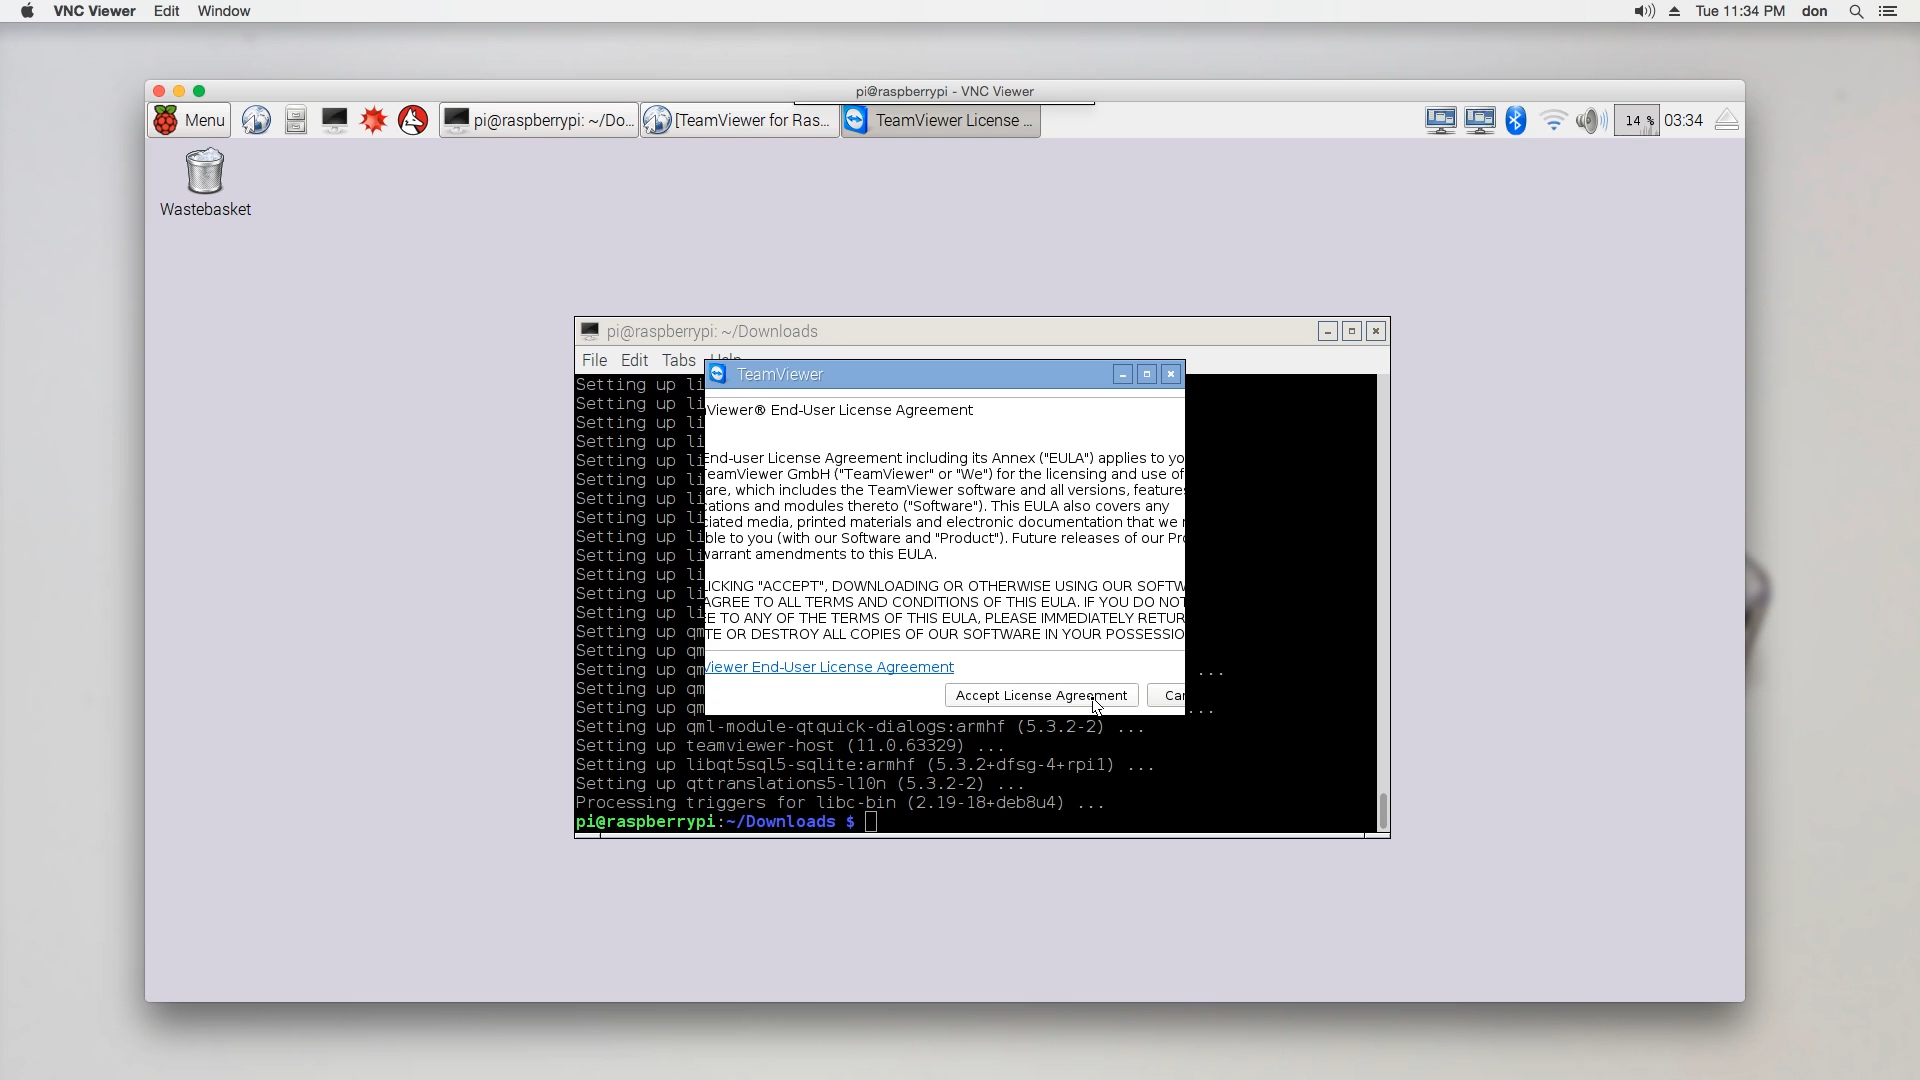 VNC Viewer Edit Window
Tue 11:34 PM don
pi@raspberrypi - VNC Viewer
Menu pi@raspberrypi: ~/Do... [TeamViewer for Ras... TeamViewer License ... 14 % 03:34
Wastebasket
pi@raspberrypi: ~/Downloads
File Edit Tabs Help
TeamViewer
Viewer® End-User License Agreement
End-user License Agreement including its Annex ("EULA") applies to yo
TeamViewer GmbH ("TeamViewer" or "We") for the licensing and use of
are, which includes the TeamViewer software and all versions, features
cations and modules thereto ("Software"). This EULA also covers any
ciated media, printed materials and electronic documentation that we
ble to you (with our Software and "Product"). Future releases of our Pro
warrant amendments to this EULA.
ICKING "ACCEPT", DOWNLOADING OR OTHERWISE USING OUR SOFTW
AGREE TO ALL TERMS AND CONDITIONS OF THIS EULA. IF YOU DO NOT
E TO ANY OF THE TERMS OF THIS EULA, PLEASE IMMEDIATELY RETUR
TE OR DESTROY ALL COPIES OF OUR SOFTWARE IN YOUR POSSESSIO
Viewer End-User License Agreement
Accept License Agreement Can
Setting up li
Setting up li
Setting up li
Setting up li
Setting up li
Setting up li
Setting up li
Setting up li
Setting up li
Setting up li
Setting up li
Setting up li
Setting up li
Setting up qm
Setting up qm
Setting up qm ...
Setting up qm
Setting up qm ...
Setting up qml-module-qtquick-dialogs:armhf (5.3.2-2) ...
Setting up teamviewer-host (11.0.63329) ...
Setting up libqt5sql5-sqlite:armhf (5.3.2+dfsg-4+rpi1) ...
Setting up qttranslations5-l10n (5.3.2-2) ...
Processing triggers for libc-bin (2.19-18+deb8u4) ...
pi@raspberrypi:~/Downloads $